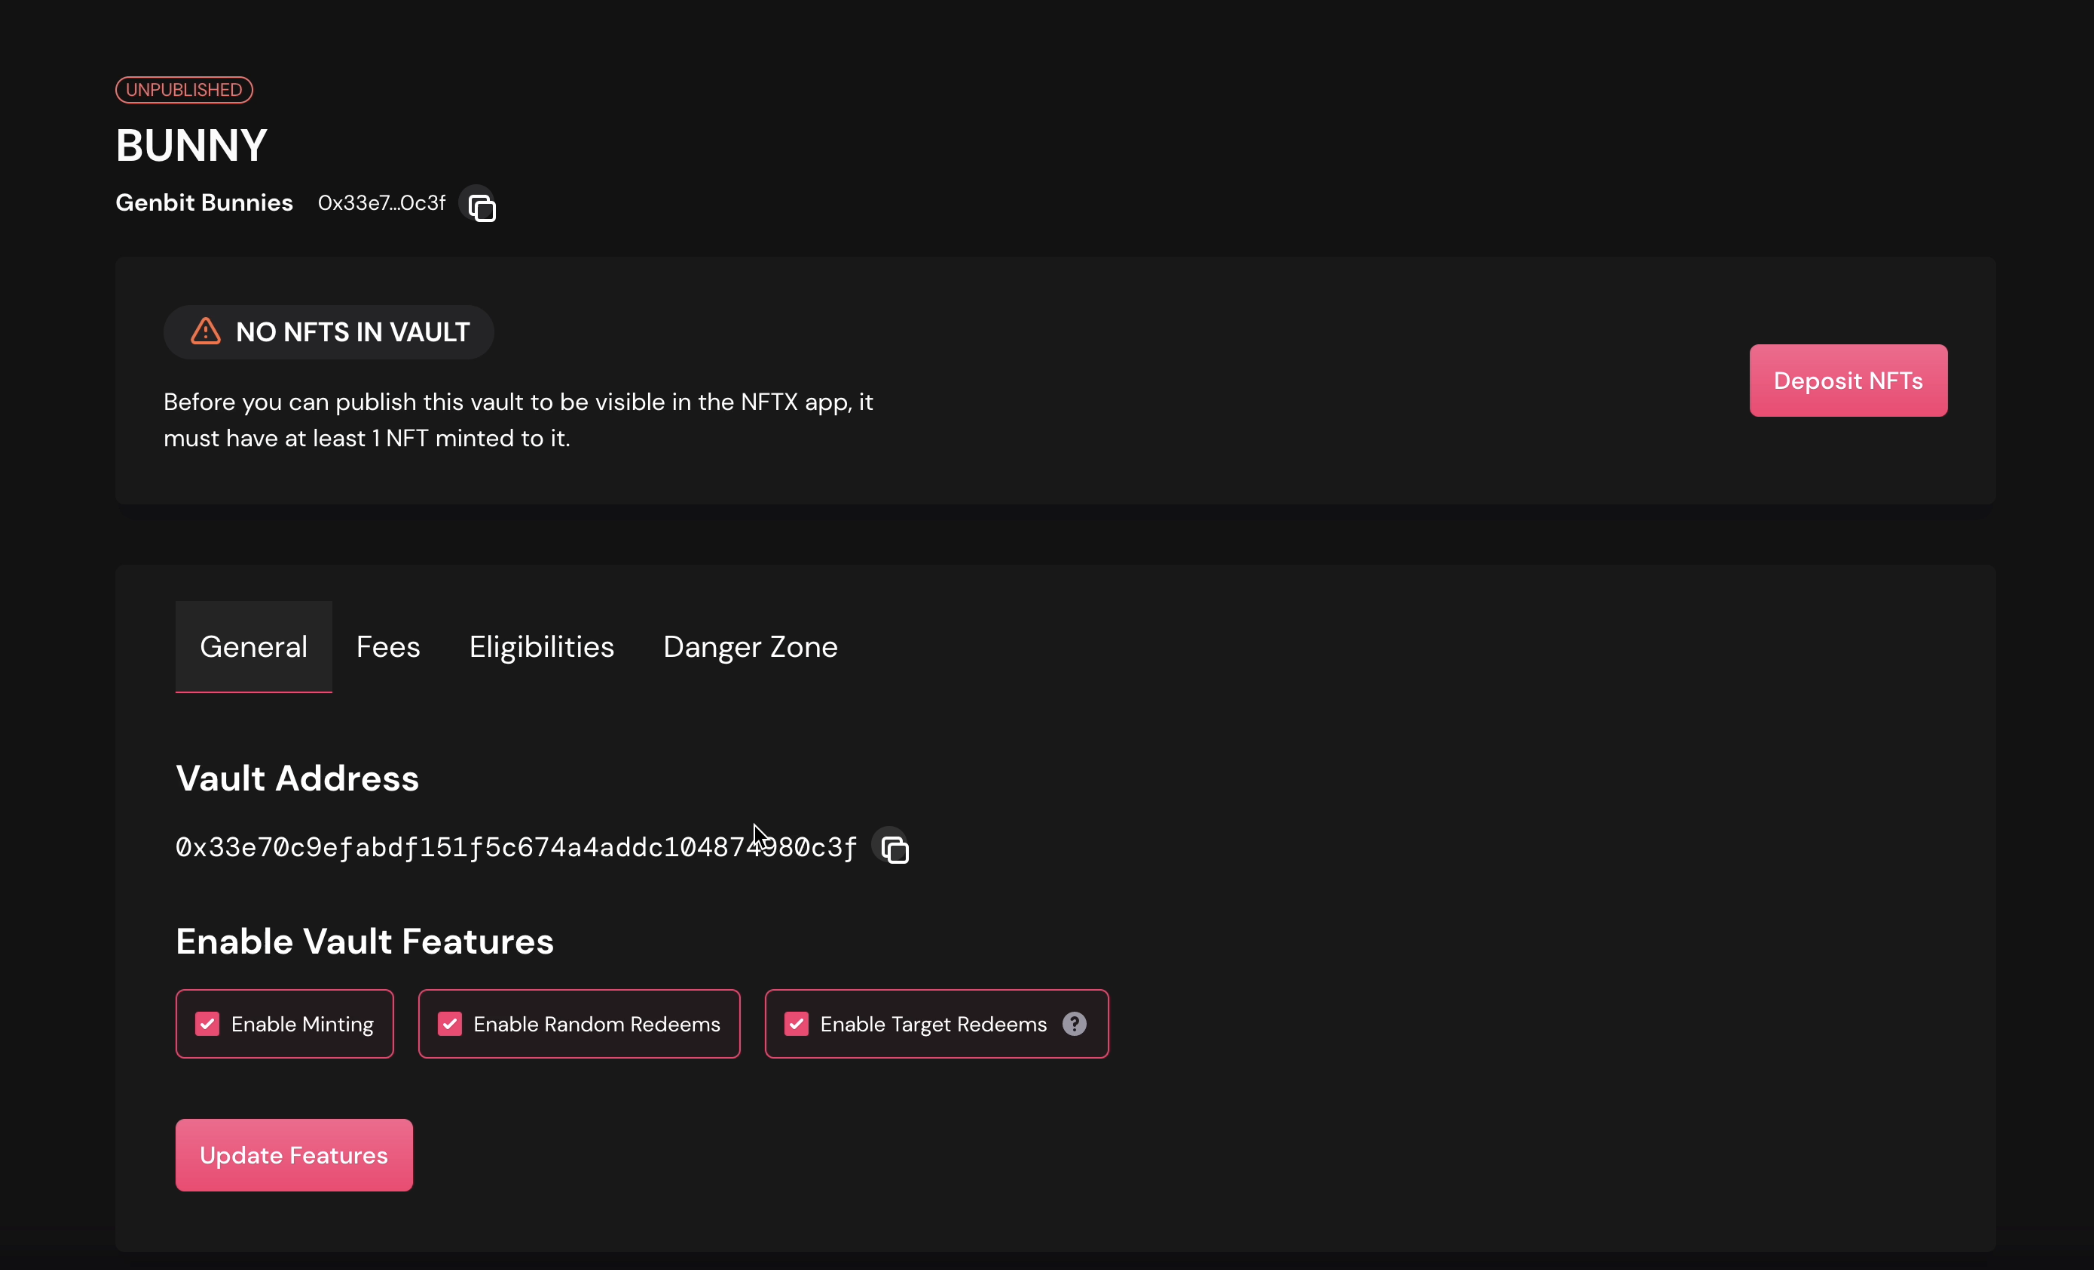 UNPUBLISHED
BUNNY
Genbit Bunnies 0x33e7...0c3f
NO NFTS IN VAULT
Before you can publish this vault to be visible in the NFTX app, it
must have at least 1 NFT minted to it.
Deposit NFTs
General Fees Eligibilities Danger Zone
Vault Address
0x33e70c9efabdf151f5c674a4addc104874980c3f
Enable Vault Features
Enable Minting Enable Random Redeems Enable Target Redeems ?
Update Features